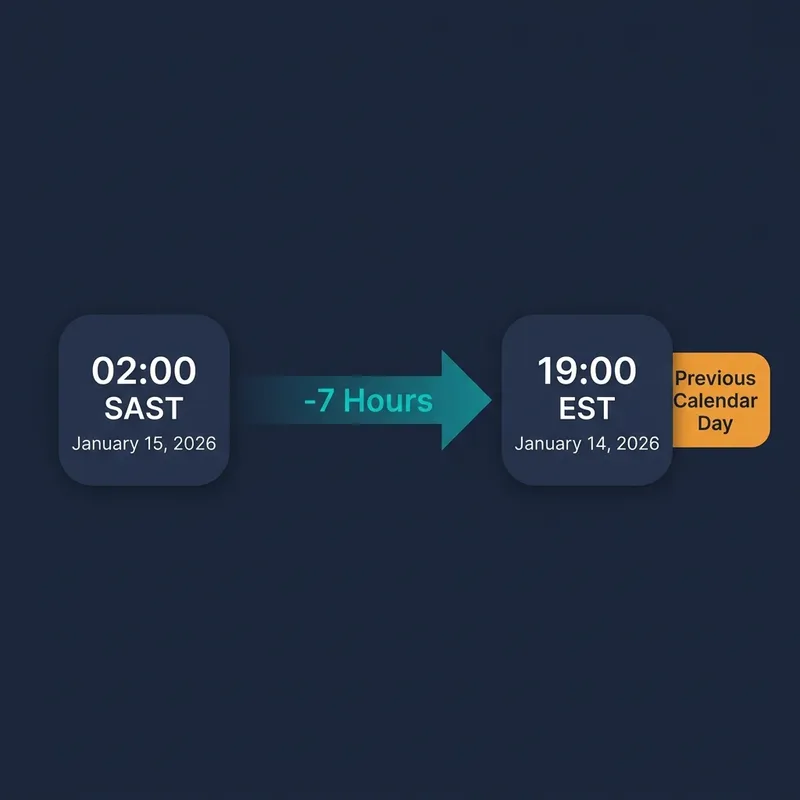 02:00
SAST
January 15, 2026
-7 Hours
19:00
EST
January 14, 2026
Previous
Calendar
Day